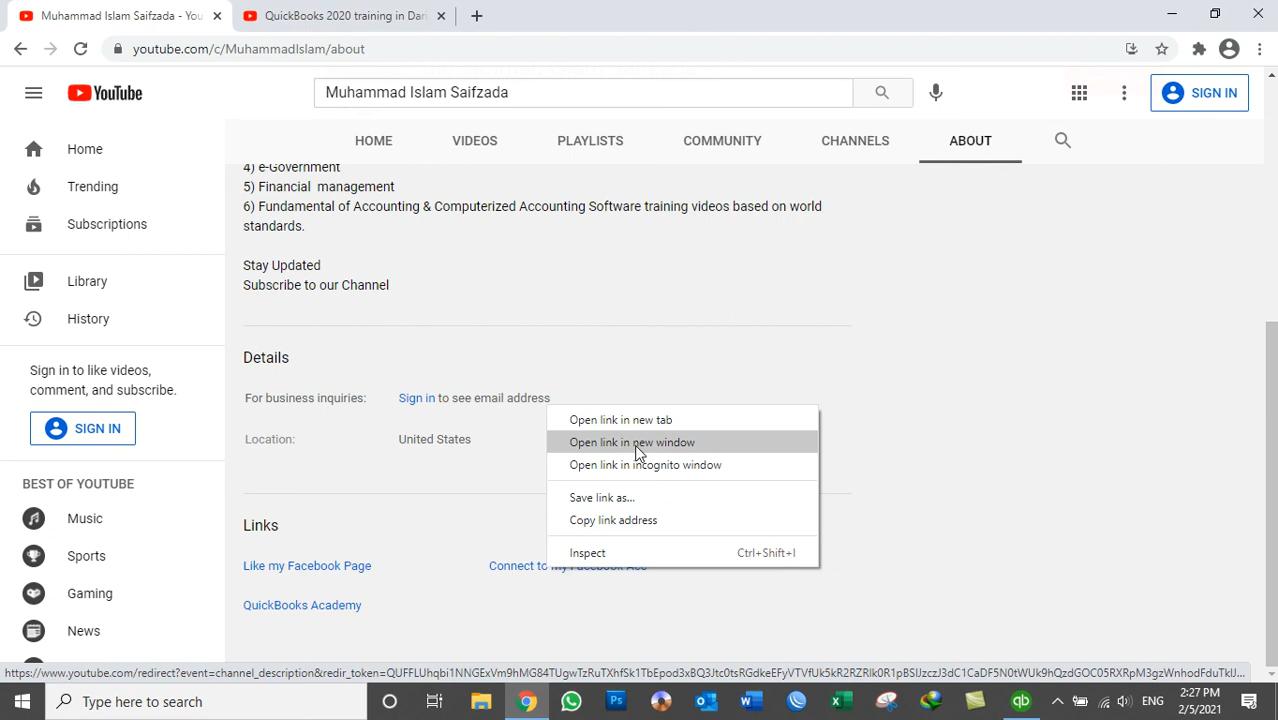 Muhammad Islam Saifzada - You
QuickBooks 2020 training in Dari
youtube.com/c/MuhammadIslam/about
YouTube
Muhammad Islam Saifzada
SIGN IN
HOME VIDEOS PLAYLISTS COMMUNITY CHANNELS ABOUT
Home
Trending
Subscriptions
Library
History
Sign in to like videos,
comment, and subscribe.
SIGN IN
BEST OF YOUTUBE
Music
Sports
Gaming
News
4) e-Government
5) Financial management
6) Fundamental of Accounting & Computerized Accounting Software training videos based on world
standards.
Stay Updated
Subscribe to our Channel
Details
For business inquiries: Sign in to see email address
Location: United States
Links
Like my Facebook Page Connect to my Facebook Acc
QuickBooks Academy
Open link in new tab
Open link in new window
Open link in incognito window
Save link as...
Copy link address
Inspect Ctrl+Shift+I
Type here to search
ENG
2:27 PM
2/5/2021